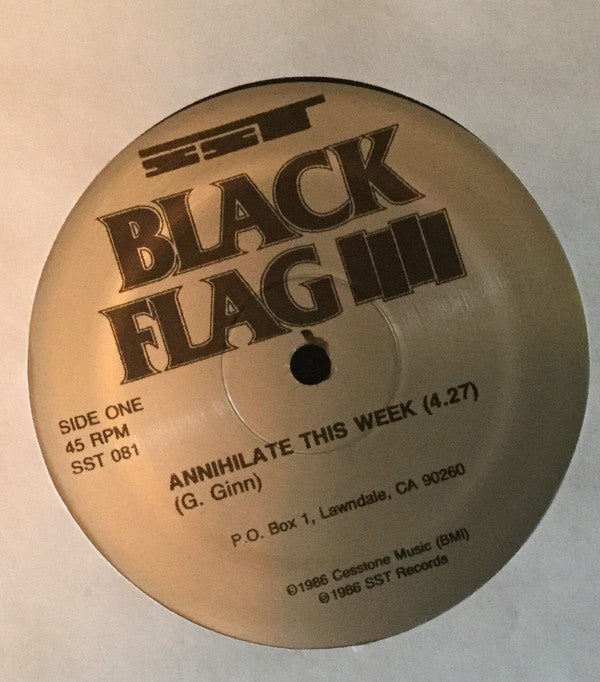 SST
BLACK
FLAG
SIDE ONE
45 RPM
SST 081
ANNIHILATE THIS WEEK (4.27)
(G. Ginn)
P.O. Box 1, Lawndale, CA 90260
©1986 Cesstone Music (BMI)
℗1986 SST Records